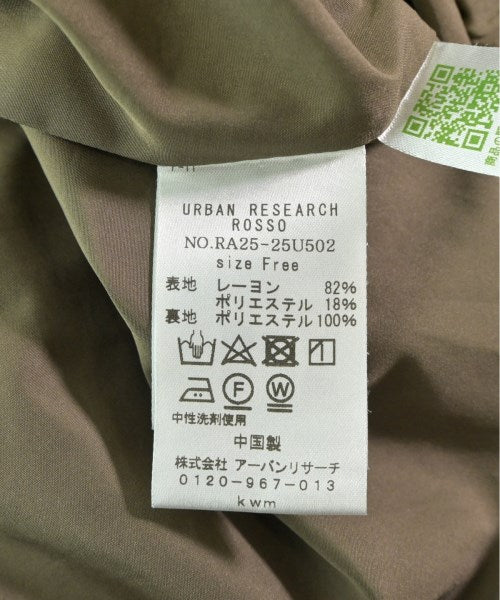 URBAN RESEARCH
ROSSO
NO.RA25-25U502
size Free
表地 レーヨン 82%
ポリエステル 18%
裏地 ポリエステル 100%
F W
中性洗剤使用
中国製
株式会社 アーバンリサーチ
0120-967-013
kwm